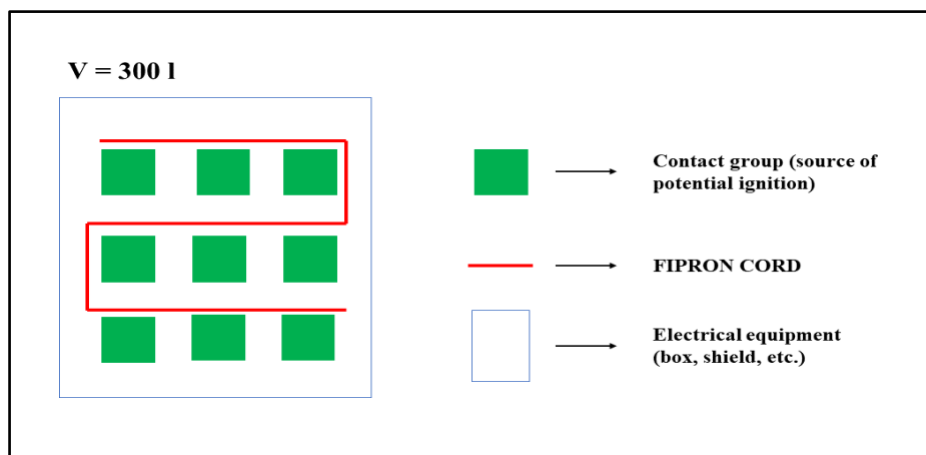 V = 300 l
Contact group (source of
potential ignition)
FIPRON CORD
Electrical equipment
(box, shield, etc.)